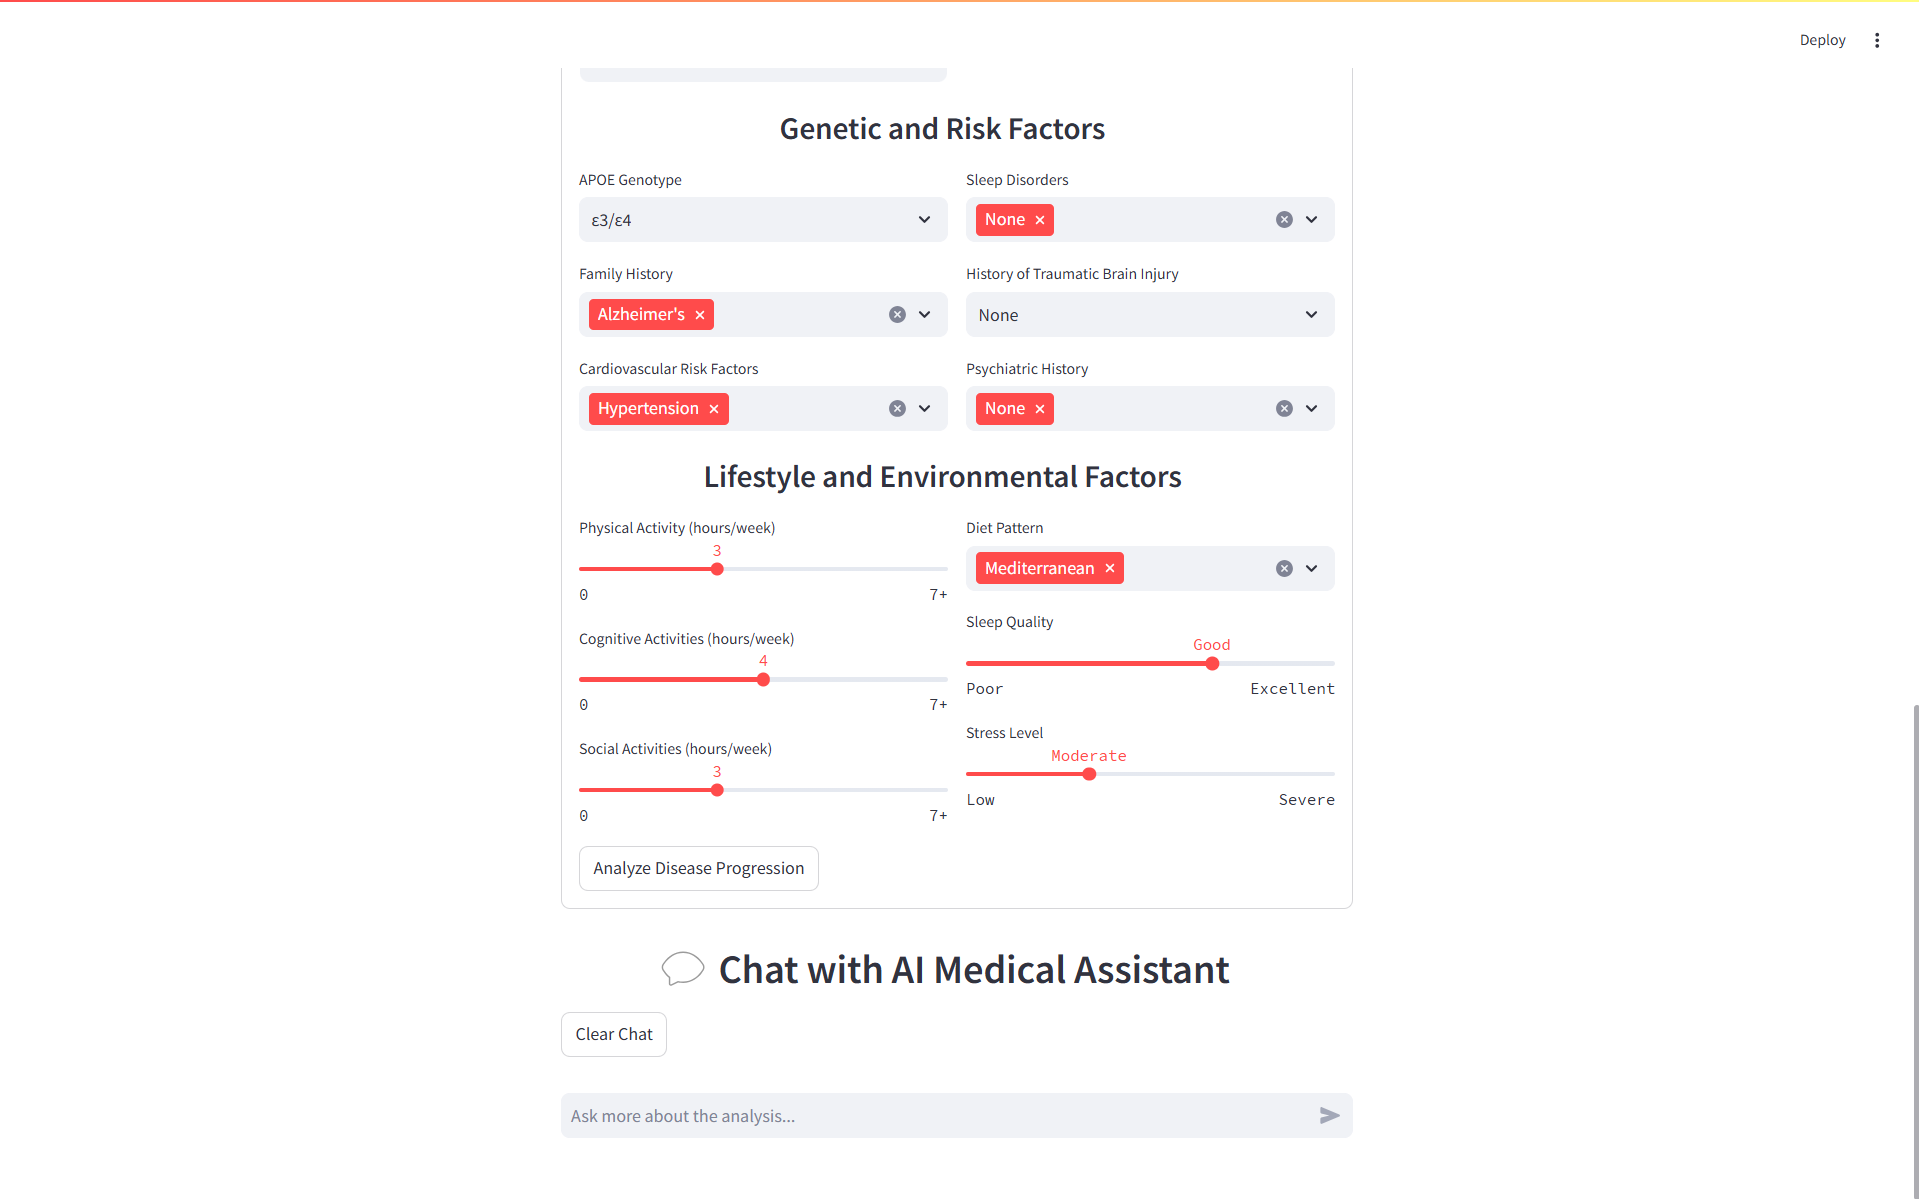 Deploy
Genetic and Risk Factors
APOE Genotype
ε3/ε4
Sleep Disorders
None
Family History
Alzheimer's
History of Traumatic Brain Injury
None
Cardiovascular Risk Factors
Hypertension
Psychiatric History
None
Lifestyle and Environmental Factors
Physical Activity (hours/week)
3
0 7+
Cognitive Activities (hours/week)
4
0 7+
Social Activities (hours/week)
3
0 7+
Diet Pattern
Mediterranean
Sleep Quality
Good
Poor Excellent
Stress Level
Moderate
Low Severe
Analyze Disease Progression
Chat with AI Medical Assistant
Clear Chat
Ask more about the analysis...